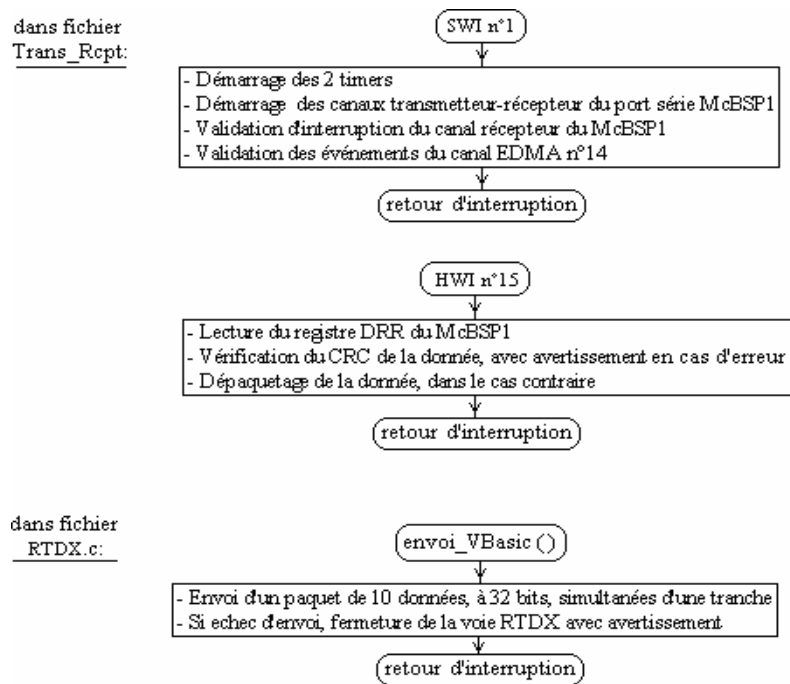 dans fichier
Trans_Rcpt:
SWI n°1
- Démarrage des 2 timers
- Démarrage des canaux transmetteur-récepteur du port série McBSP1
- Validation d'interruption du canal récepteur du McBSP1
- Validation des événements du canal EDMA n°14
retour d'interruption
HWI n°15
- Lecture du registre DRR du McBSP1
- Vérification du CRC de la donnée, avec avertissement en cas d'erreur
- Dépaquetage de la donnée, dans le cas contraire
retour d'interruption
dans fichier
RTDX.c:
envoi_VBasic ()
- Envoi d'un paquet de 10 données, à 32 bits, simultanées d'une tranche
- Si echec d'envoi, fermeture de la voie RTDX avec avertissement
retour d'interruption